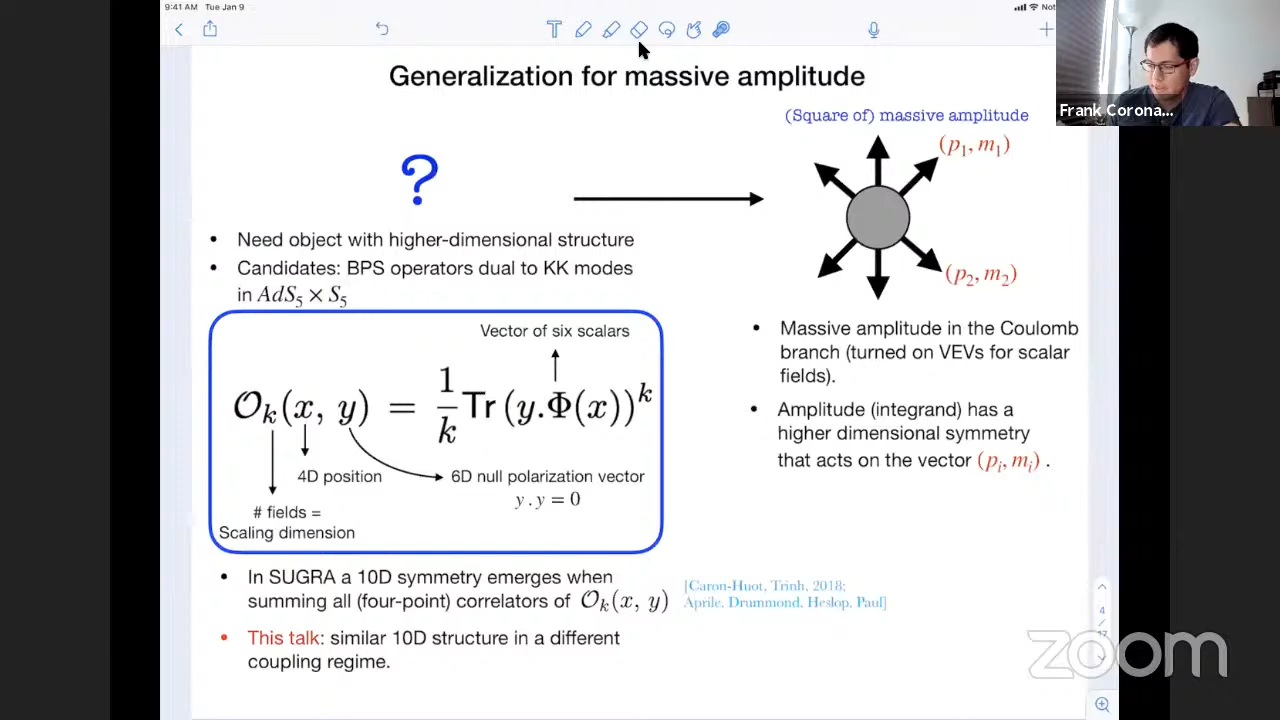 9:41 AM Tue Jan 9
Generalization for massive amplitude
Frank Corona...
(Square of) massive amplitude
(p₁, m₁)
?
(p₂, m₂)
• Need object with higher-dimensional structure
• Candidates: BPS operators dual to KK modes
in AdS₅ × S₅
Vector of six scalars
𝒪ₖ(x, y) = 1/k Tr (y.Φ(x))ᵏ
4D position
6D null polarization vector
y . y = 0
# fields =
Scaling dimension
• Massive amplitude in the Coulomb
branch (turned on VEVs for scalar
fields).
• Amplitude (integrand) has a
higher dimensional symmetry
that acts on the vector (pᵢ, mᵢ) .
• In SUGRA a 10D symmetry emerges when
summing all (four-point) correlators of 𝒪ₖ(x, y)
[Caron-Huot, Trinh, 2018;
Aprile, Drummond, Heslop, Paul]
• This talk: similar 10D structure in a different
coupling regime.
4
/
17
zoom